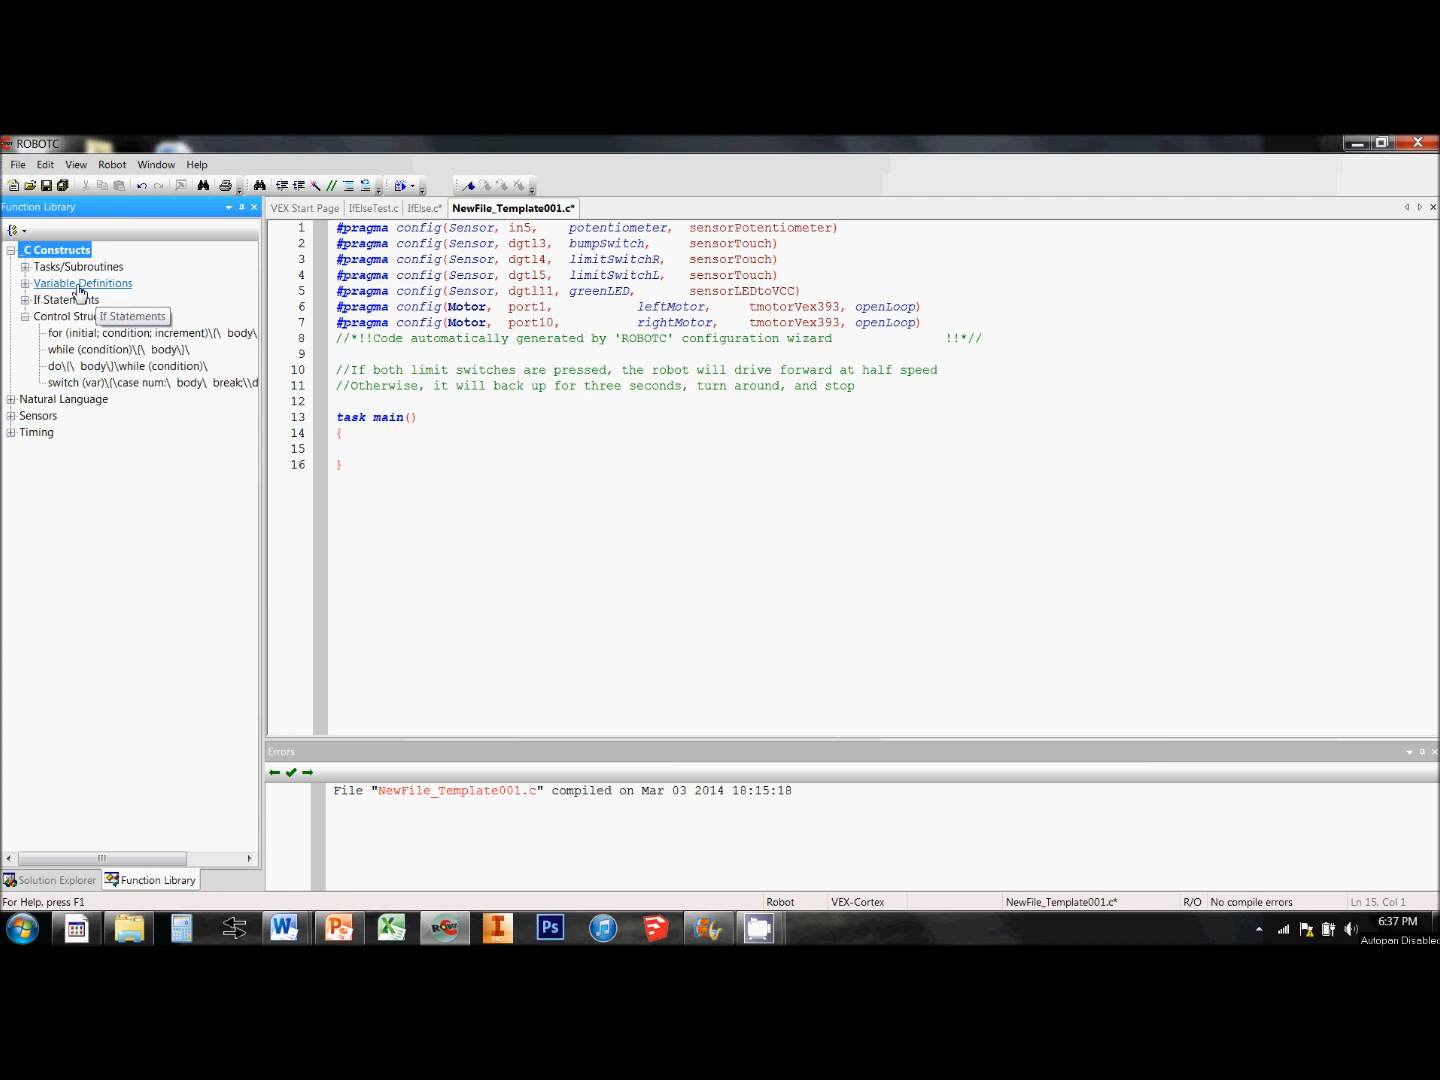 ROBOTC
File Edit View Robot Window Help
Function Library
VEX Start Page IfElseTest.c IfElse.c* NewFile_Template001.c*
_C Constructs
Tasks/Subroutines
Variable Definitions
If Statements
Control Struc
If Statements
for (initial; condition; increment)\{\ body\
while (condition)\{\ body\}\
do\{\ body\}\while (condition)\
switch (var)\{\case num:\ body\ break;\\d
Natural Language
Sensors
Timing
1 #pragma config(Sensor, in5, potentiometer, sensorPotentiometer)
2 #pragma config(Sensor, dgtl3, bumpSwitch, sensorTouch)
3 #pragma config(Sensor, dgtl4, limitSwitchR, sensorTouch)
4 #pragma config(Sensor, dgtl5, limitSwitchL, sensorTouch)
5 #pragma config(Sensor, dgtl11, greenLED, sensorLEDtoVCC)
6 #pragma config(Motor, port1, leftMotor, tmotorVex393, openLoop)
7 #pragma config(Motor, port10, rightMotor, tmotorVex393, openLoop)
8 //*!!Code automatically generated by 'ROBOTC' configuration wizard !!*//
9
10 //If both limit switches are pressed, the robot will drive forward at half speed
11 //Otherwise, it will back up for three seconds, turn around, and stop
12
13 task main()
14 {
15
16 }
Errors
File "NewFile_Template001.c" compiled on Mar 03 2014 18:15:18
Solution Explorer Function Library
For Help, press F1 Robot VEX-Cortex NewFile_Template001.c* R/O No compile errors Ln 15, Col 1
Ps
6:37 PM
Autopan Disabled